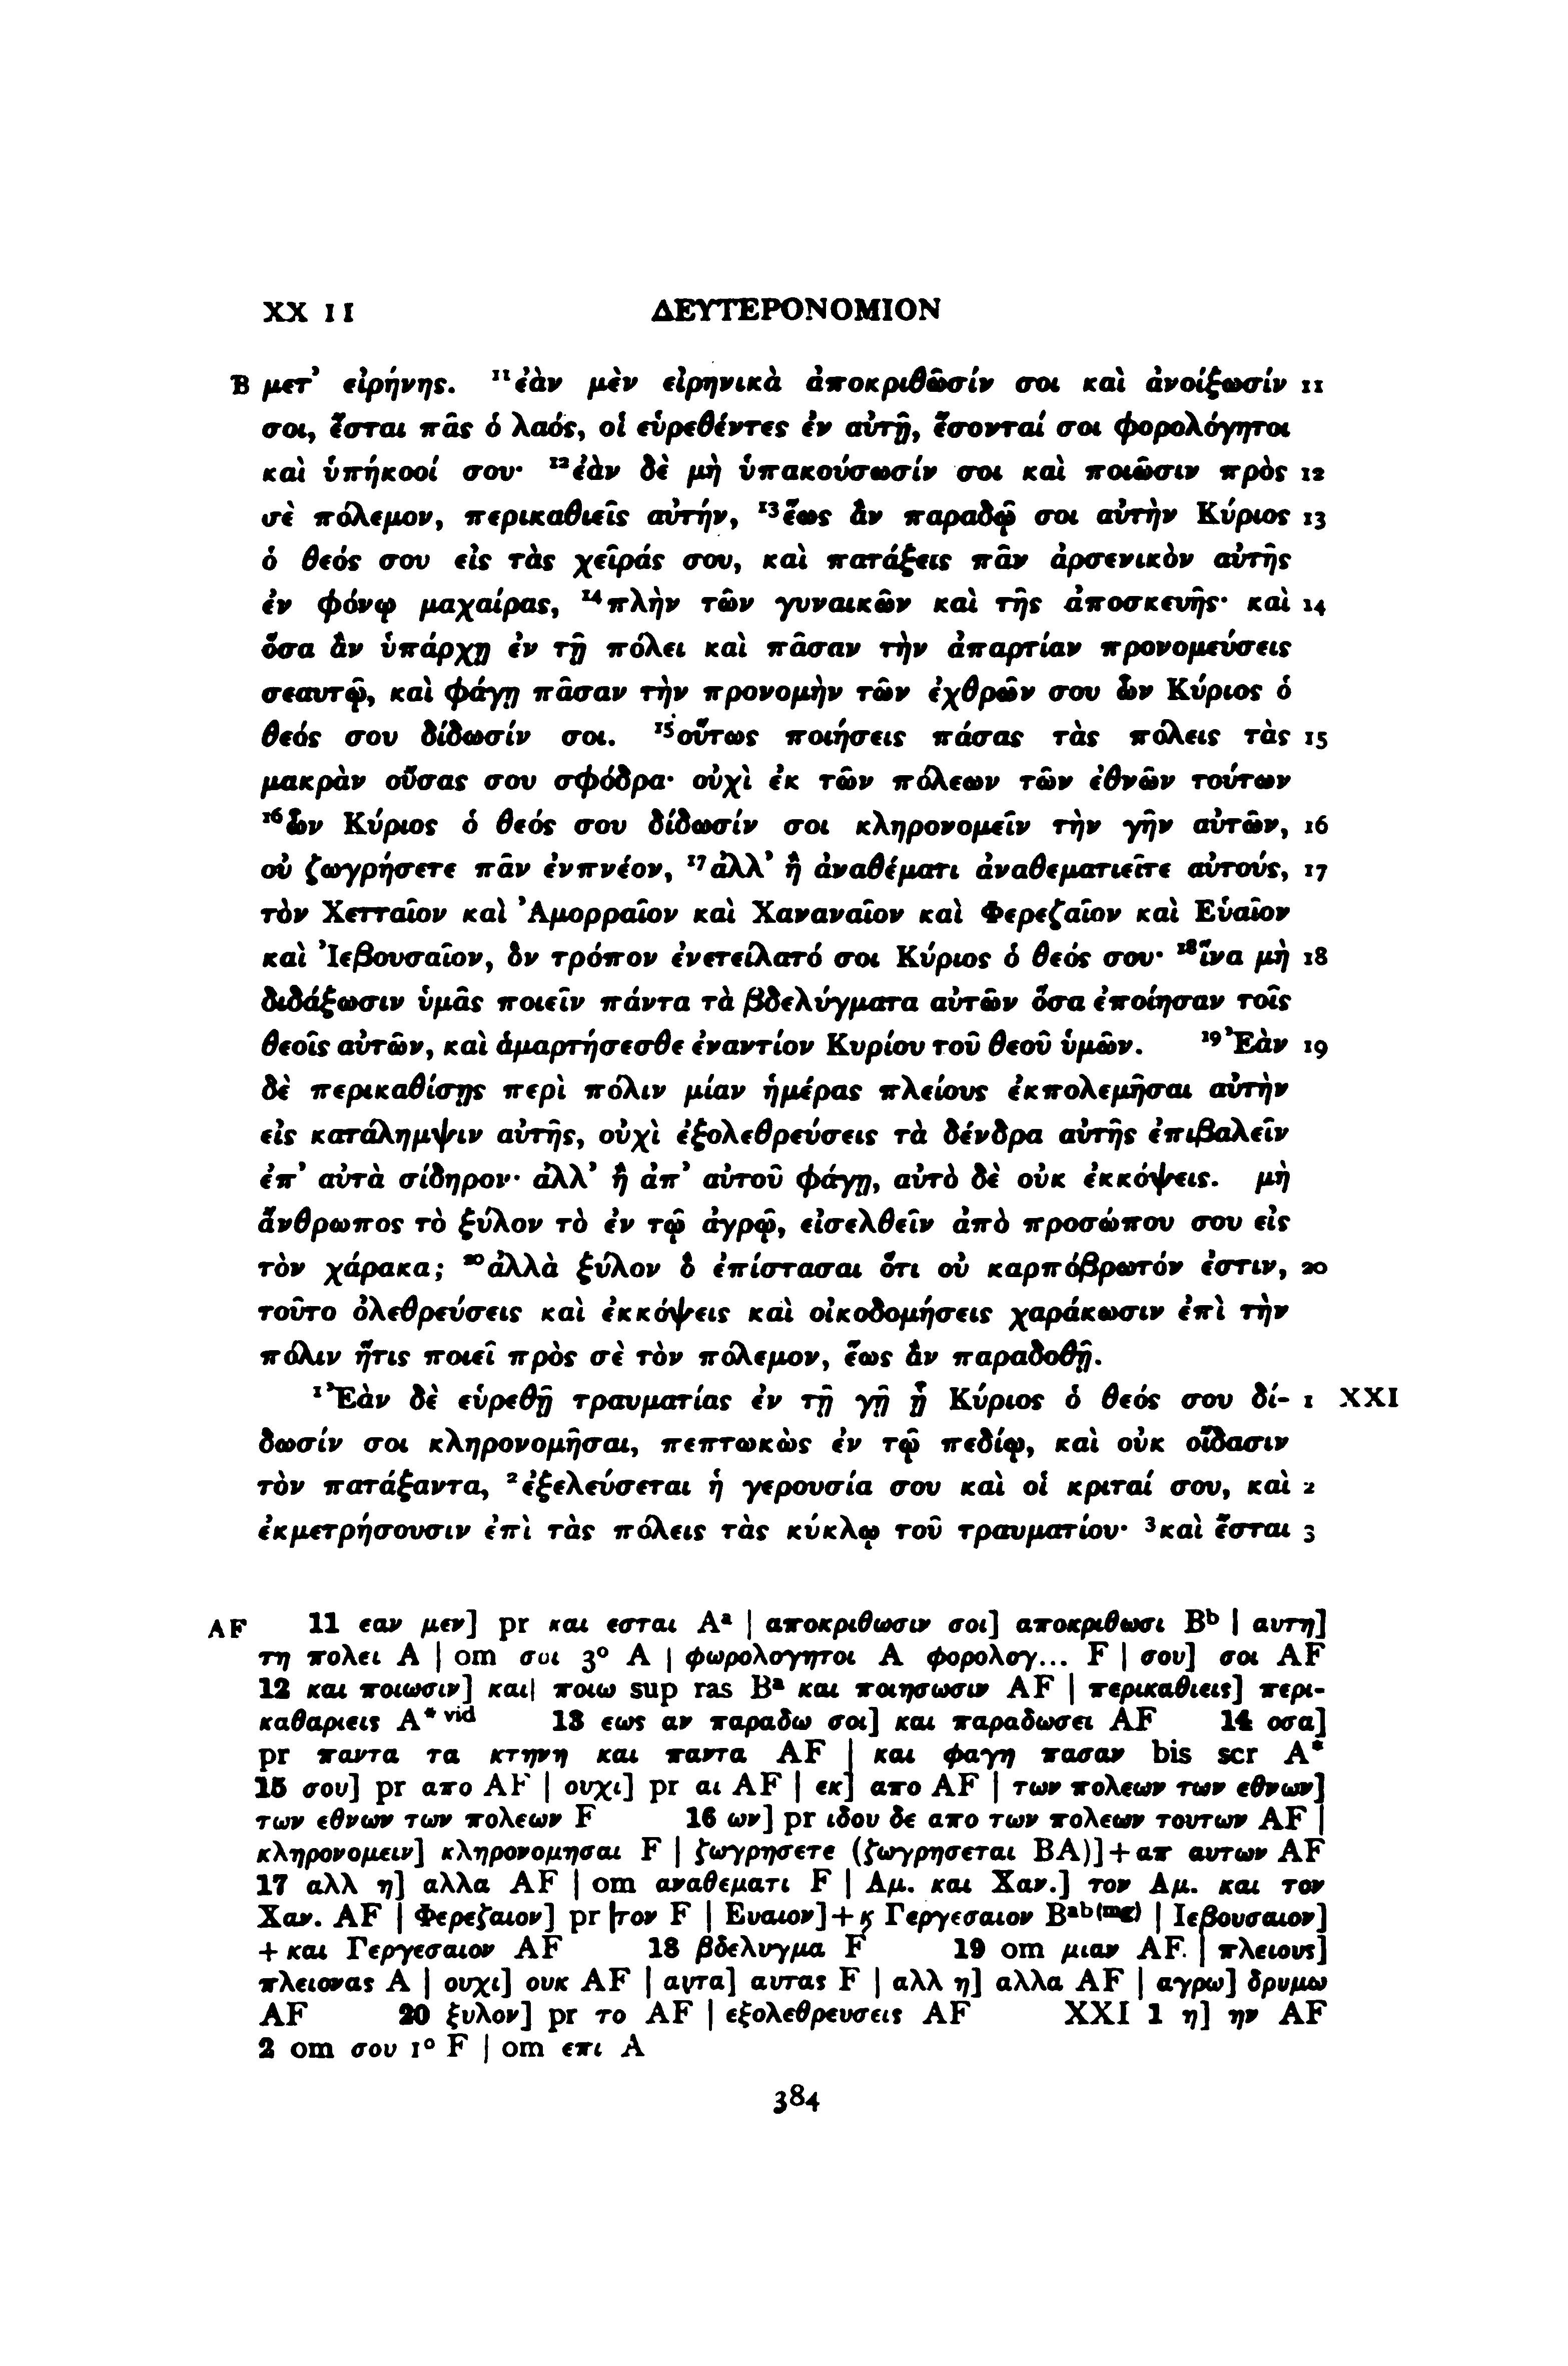 XX 11 ΔΕΥΤΕΡΟΝΟΜΙΟΝ
B μετ’ εἰρήνης. ¹¹ἐὰν μὲν εἰρηνικὰ ἀποκριθῶσίν σοι καὶ ἀνοίξωσίν 11
σοι, ἔσται πᾶς ὁ λαός, οἱ εὑρεθέντες ἐν αὐτῇ, ἔσονταί σοι φορολόγητοι
καὶ ὑπήκοοί σου· ¹²ἐὰν δὲ μὴ ὑπακούσωσίν σοι καὶ ποιῶσιν πρὸς 12
σὲ πόλεμον, περικαθιεῖς αὐτήν, ¹³ἕως ἂν παραδῷ σοι αὐτὴν Κύριος 13
ὁ θεός σου εἰς τὰς χεῖράς σου, καὶ πατάξεις πᾶν ἀρσενικὸν αὐτῆς
ἐν φόνῳ μαχαίρας, ¹⁴πλὴν τῶν γυναικῶν καὶ τῆς ἀποσκευῆς· καὶ 14
ὅσα ἂν ὑπάρχῃ ἐν τῇ πόλει καὶ πᾶσαν τὴν ἀπαρτίαν προνομεύσεις
σεαυτῷ, καὶ φάγῃ πᾶσαν τὴν προνομὴν τῶν ἐχθρῶν σου ὧν Κύριος ὁ
θεός σου δίδωσίν σοι. ¹⁵οὕτως ποιήσεις πάσας τὰς πόλεις τὰς 15
μακρὰν οὔσας σου σφόδρα· οὐχὶ ἐκ τῶν πόλεων τῶν ἐθνῶν τούτων
¹⁶ὧν Κύριος ὁ θεός σου δίδωσίν σοι κληρονομεῖν τὴν γῆν αὐτῶν, 16
οὐ ζωγρήσετε πᾶν ἐνπνέον, ¹⁷ἀλλ’ ἢ ἀναθέματι ἀναθεματιεῖτε αὐτούς, 17
τὸν Χετταῖον καὶ Ἀμορραῖον καὶ Χαναναῖον καὶ Φερεζαῖον καὶ Εὑαῖον
καὶ Ἰεβουσαῖον, ὃν τρόπον ἐνετείλατό σοι Κύριος ὁ θεός σου· ¹⁸ἵνα μὴ 18
διδάξωσιν ὑμᾶς ποιεῖν πάντα τὰ βδελύγματα αὐτῶν ὅσα ἐποίησαν τοῖς
θεοῖς αὐτῶν, καὶ ἁμαρτήσεσθε ἐναντίον Κυρίου τοῦ θεοῦ ὑμῶν. ¹⁹Ἐὰν 19
δὲ περικαθίσῃς περὶ πόλιν μίαν ἡμέρας πλείους ἐκπολεμῆσαι αὐτὴν
εἰς κατάλημψιν αὐτῆς, οὐχὶ ἐξολεθρεύσεις τὰ δένδρα αὐτῆς ἐπιβαλεῖν
ἐπ’ αὐτὰ σίδηρον· ἀλλ’ ἢ ἀπ’ αὐτοῦ φάγῃ, αὐτὸ δὲ οὐκ ἐκκόψεις. μὴ
ἄνθρωπος τὸ ξύλον τὸ ἐν τῷ ἀγρῷ, εἰσελθεῖν ἀπὸ προσώπου σου εἰς
τὸν χάρακα; ²⁰ἀλλὰ ξύλον ὃ ἐπίστασαι ὅτι οὐ καρπόβρωτόν ἐστιν, 20
τοῦτο ὀλεθρεύσεις καὶ ἐκκόψεις καὶ οἰκοδομήσεις χαράκωσιν ἐπὶ τὴν
πόλιν ἥτις ποιεῖ πρὸς σὲ τὸν πόλεμον, ἕως ἂν παραδοθῇ.
¹Ἐὰν δὲ εὑρεθῇ τραυματίας ἐν τῇ γῇ ᾗ Κύριος ὁ θεός σου δί- 1 XXI
δωσίν σοι κληρονομῆσαι, πεπτωκὼς ἐν τῷ πεδίῳ, καὶ οὐκ οἴδασιν
τὸν πατάξαντα, ²ἐξελεύσεται ἡ γερουσία σου καὶ οἱ κριταί σου, καὶ 2
ἐκμετρήσουσιν ἐπὶ τὰς πόλεις τὰς κύκλῳ τοῦ τραυματίου· ³καὶ ἔσται 3
AF 11 εαν μεν] pr και εσται Aᵃ | αποκριθωσιν σοι] αποκριθωσι Bᵇ | αυτη]
τη πολει A | om σοι 3° A | φωρολογητοι A φορολογ... F | σου] σοι AF
12 και ποιωσιν] και| ποιω sup ras Bᵃ και ποιησωσιν AF | περικαθιεις] περι-
καθαριεις A* ᵛⁱᵈ 13 εως αν παραδω σοι] και παραδωσει AF 14 οσα]
pr παντα τα κτηνη και παντα AF | και φαγη πασαν bis scr A*
15 σου] pr απο AF | ουχι] pr αι AF | εκ] απο AF | των πολεων των εθνων]
των εθνων των πολεων F 16 ων] pr ιδου δε απο των πολεων τουτων AF |
κληρονομειν] κληρονομησαι F | ζωγρησετε (ζωγρησεται BA)]+απ αυτων AF
17 αλλ η] αλλα AF | om αναθεματι F | Αμ. και Χαν.] τον Αμ. και τον
Χαν. AF | Φερεζαιον] pr τον F | Ευαιον]+ϗ Γεργεσαιον Bᵃᵇ⁽ᵐᵍ⁾ | Ιεβουσαιον]
+και Γεργεσαιον AF 18 βδελυγμα F 19 om μιαν AF. | πλειους]
πλειονας A | ουχι] ουκ AF | αυτα] αυτας F | αλλ η] αλλα AF | αγρω] δρυμω
AF 20 ξυλον] pr το AF | εξολεθρευσεις AF XXI 1 η] ην AF
2 om σου 1° F | om επι A
384